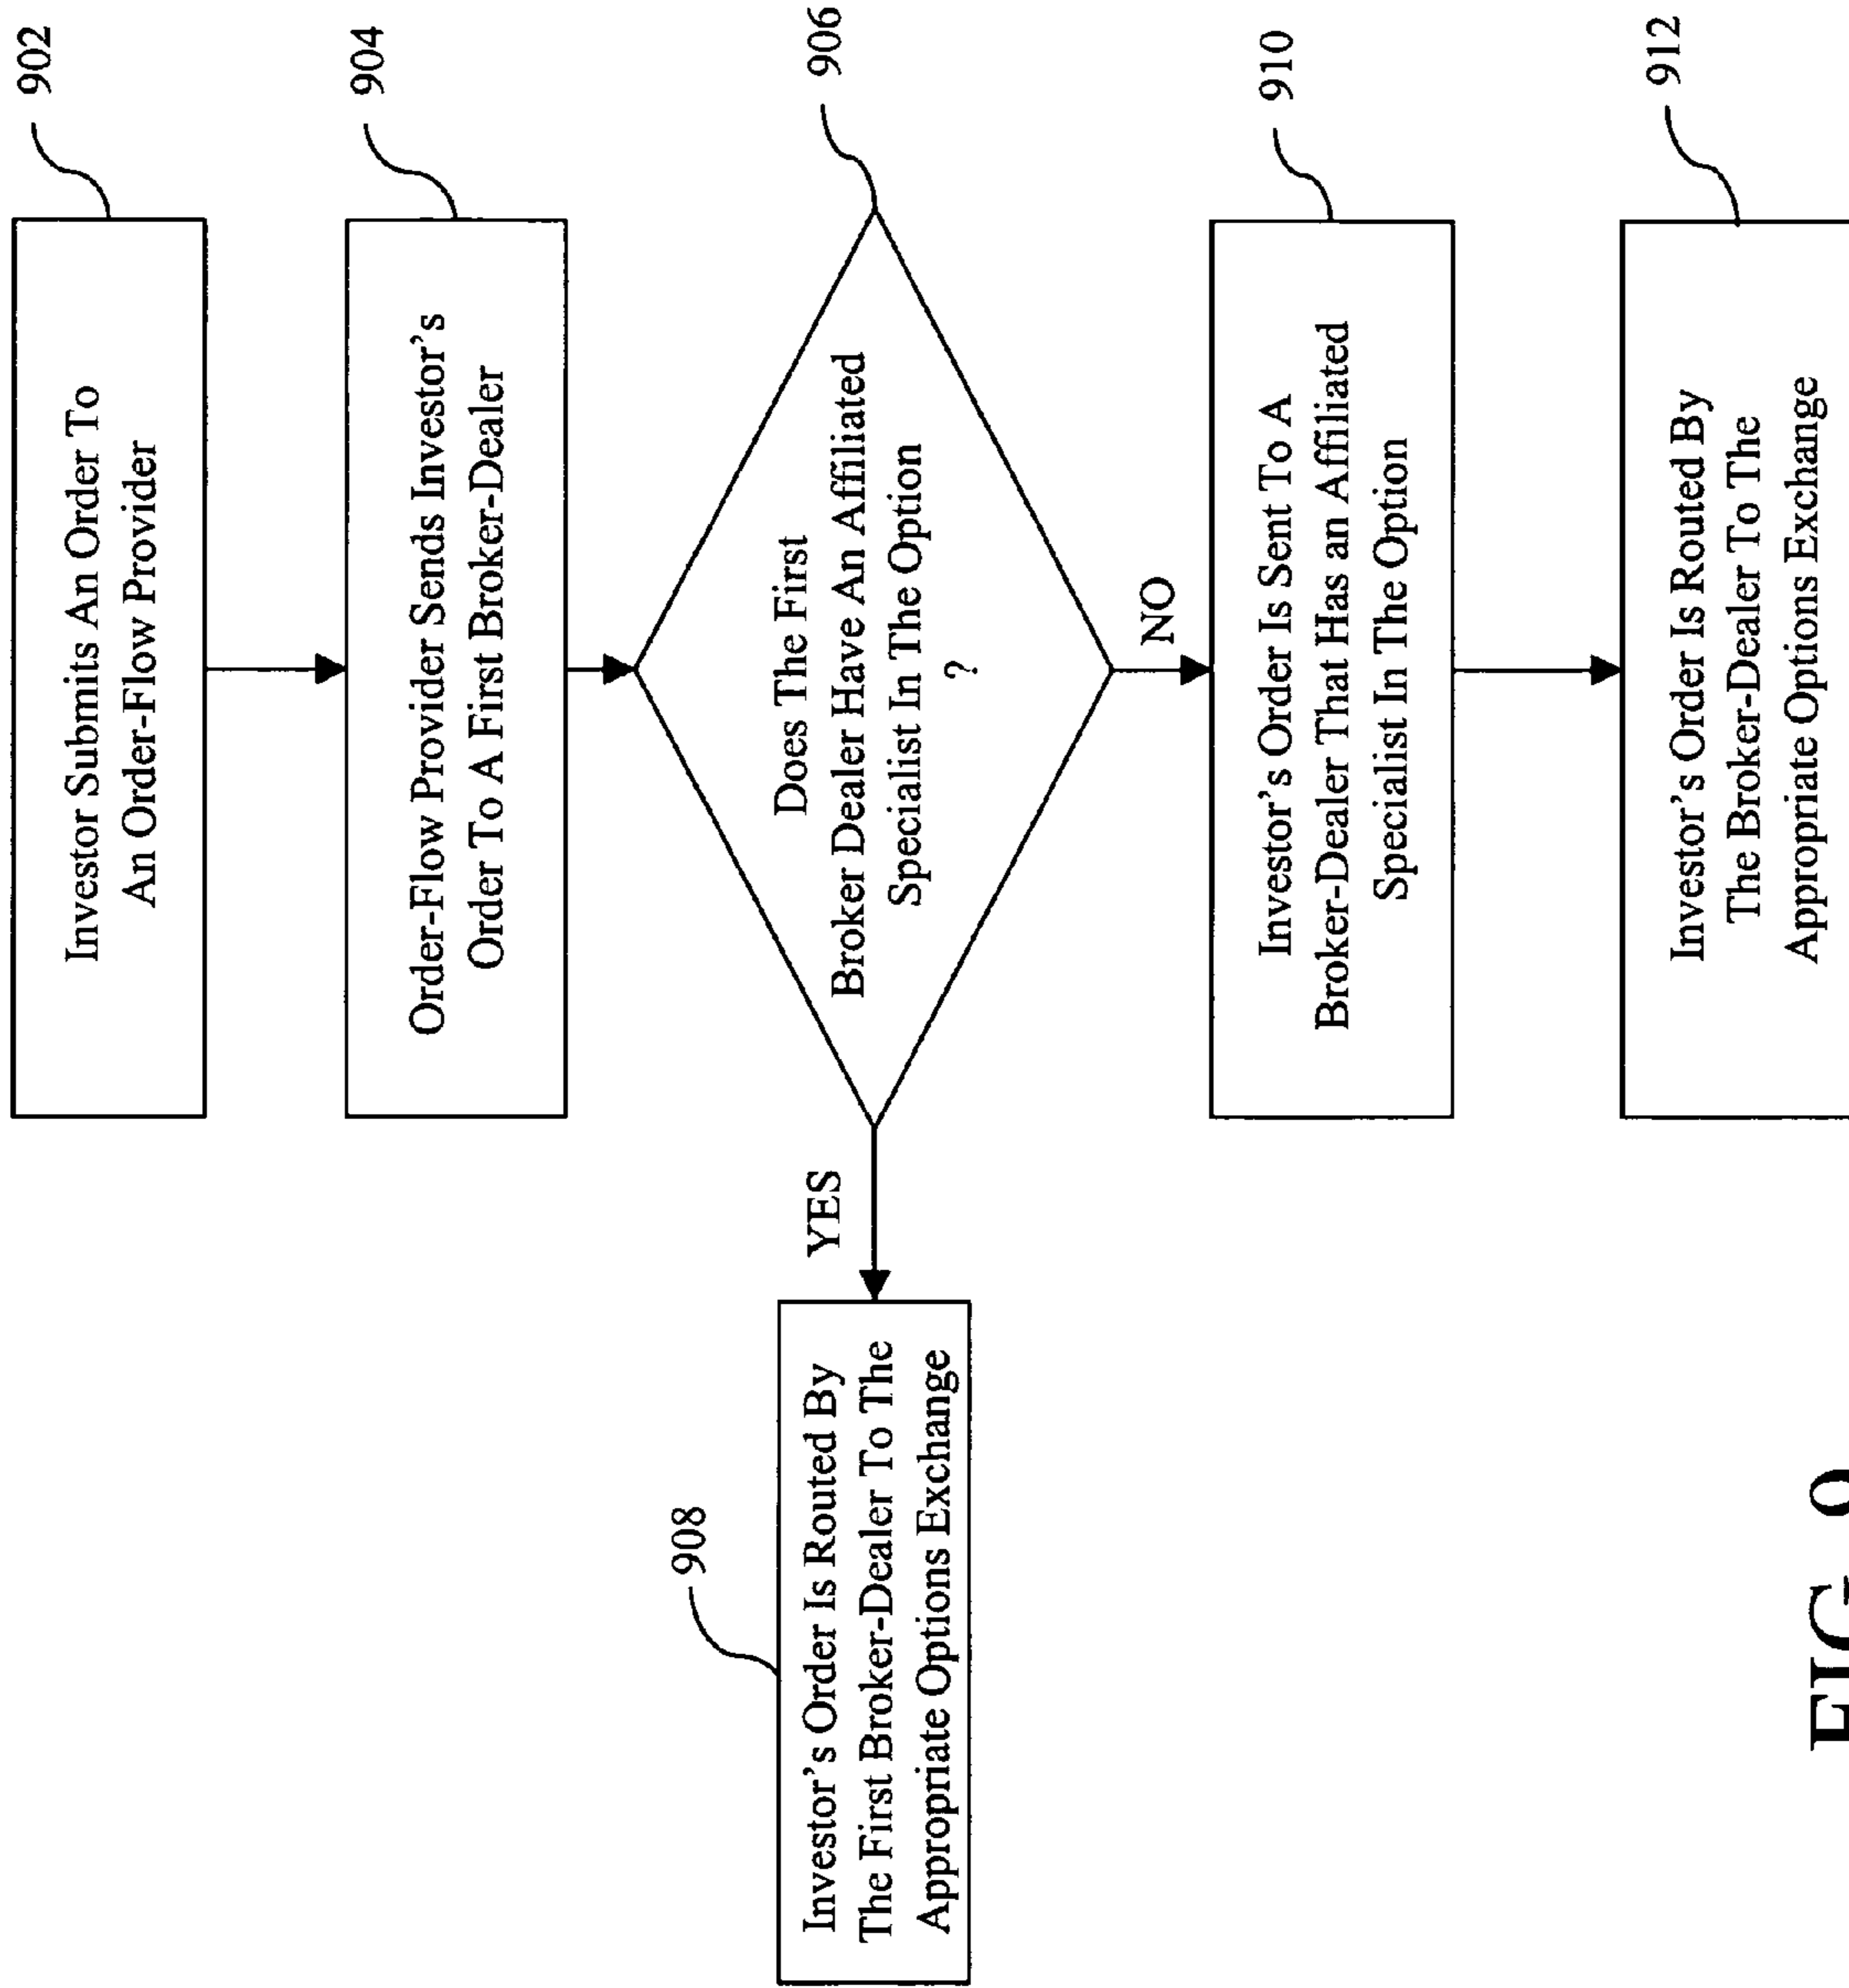 Investor Submits An Order To
An Order-Flow Provider
902
Order-Flow Provider Sends Investor's
Order To A First Broker-Dealer
904
Does The First
Broker Dealer Have An Affiliated
Specialist In The Option
?
906
YES
908
Investor's Order Is Routed By
The First Broker-Dealer To The
Appropriate Options Exchange
NO
Investor's Order Is Sent To A
Broker-Dealer That Has an Affiliated
Specialist In The Option
910
Investor's Order Is Routed By
The Broker-Dealer To The
Appropriate Options Exchange
912
FIG. 9